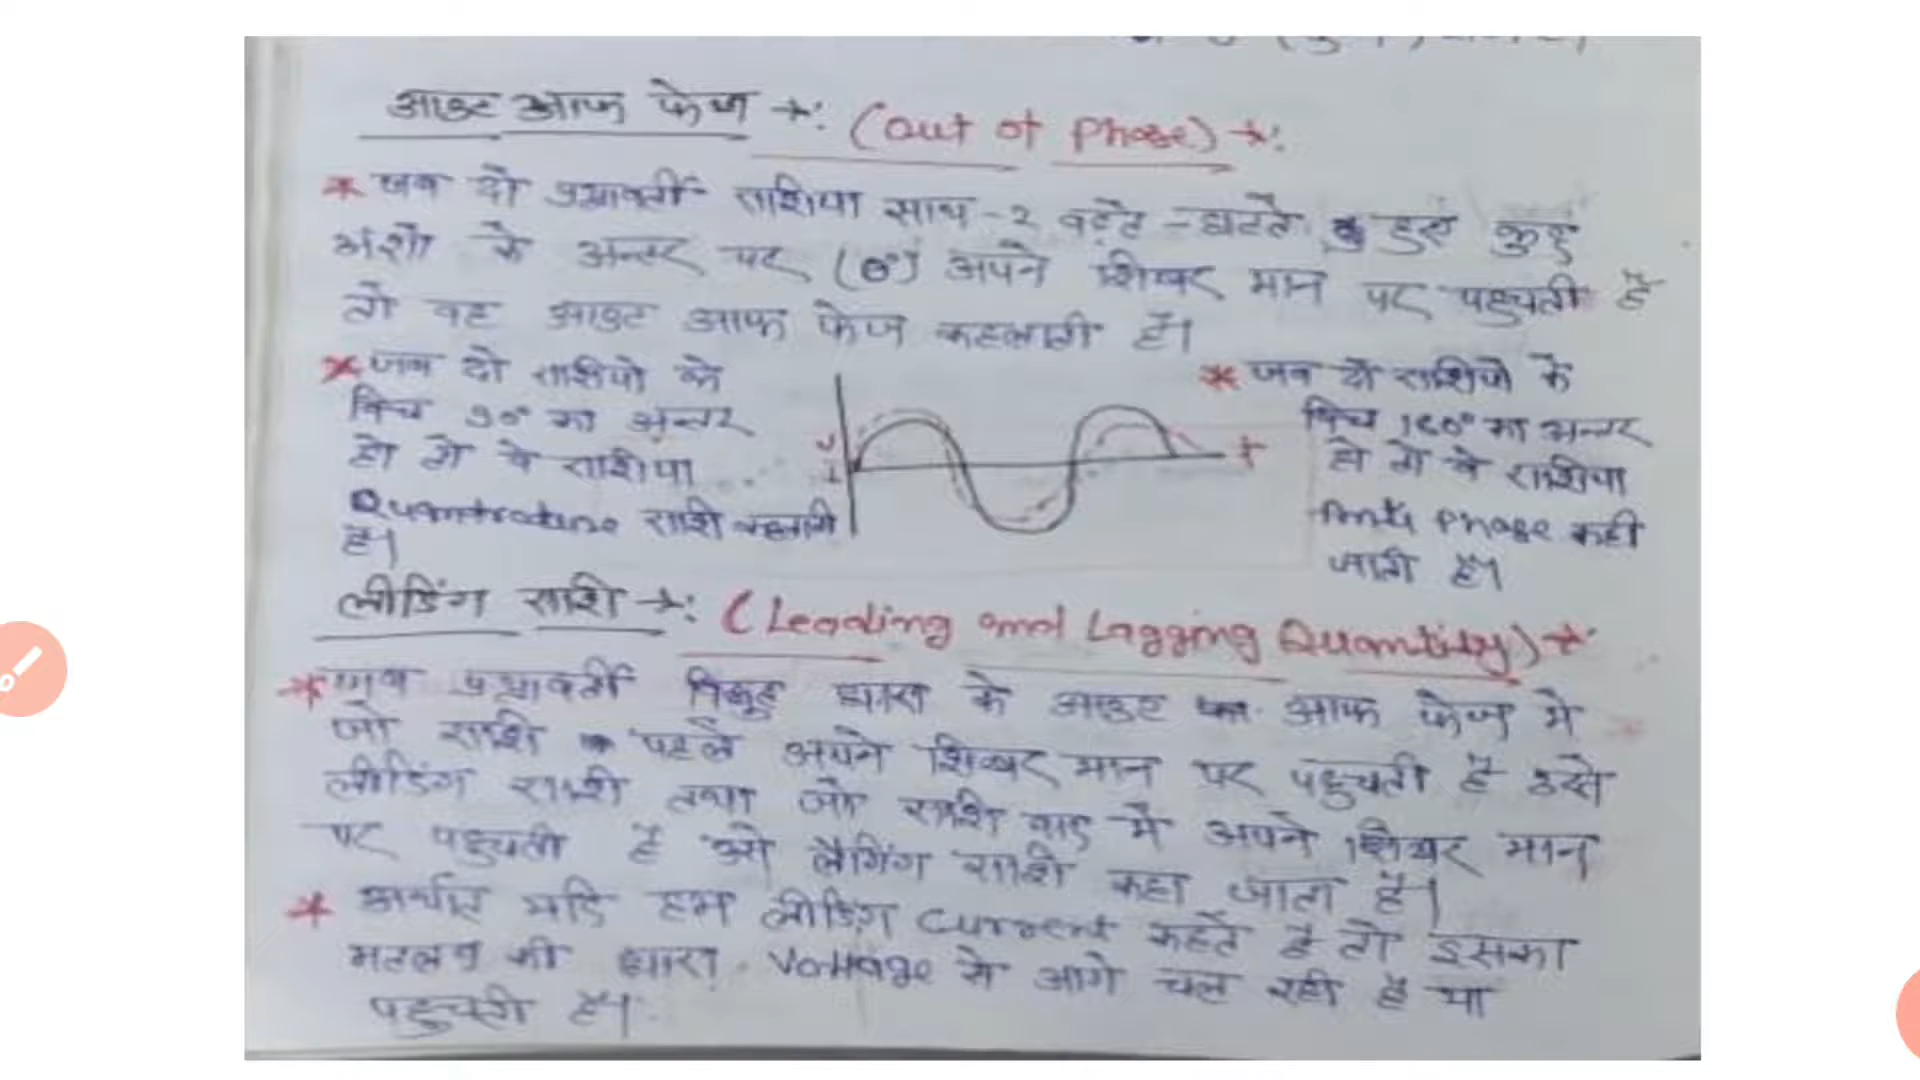 आउट आफ फेज →: (out of phase) →:
* जब दो प्रत्यावर्ती राशिया साथ-२ बढ़ते-घटते हुए कुछ
अंशो के अन्तर पर (θ°) अपने शिखर मान पर पहुचती है
तो वह आउट आफ फेज कहलाती है।
* जब दो राशियो के
बिच 90° का अन्तर
हो तो वे राशिया
Quantrature राशि कहलाती
है।
V
I
t
* जब दो राशियो के
बिच 180° का अन्तर
हो तो वे राशिया
Anti phase कही
जाती है।
लीडिंग राशि →: (Leading and Lagging Quantity) →:
* जब प्रत्यावर्ती विद्युत धारा के आउट आफ फेज मे
जो राशि पहले अपने शिखर मान पर पहुचती है उसे
लीडिंग राशी तथा जो राशि बाद मे अपने शिखर मान
पर पहुचती है उसे लैगिंग राशि कहा जाता है।
* अर्थात यदि हम लीडिंग current कहते है तो इसका
मतलब की धारा Voltage से आगे चल रही है या
पहुचती है।